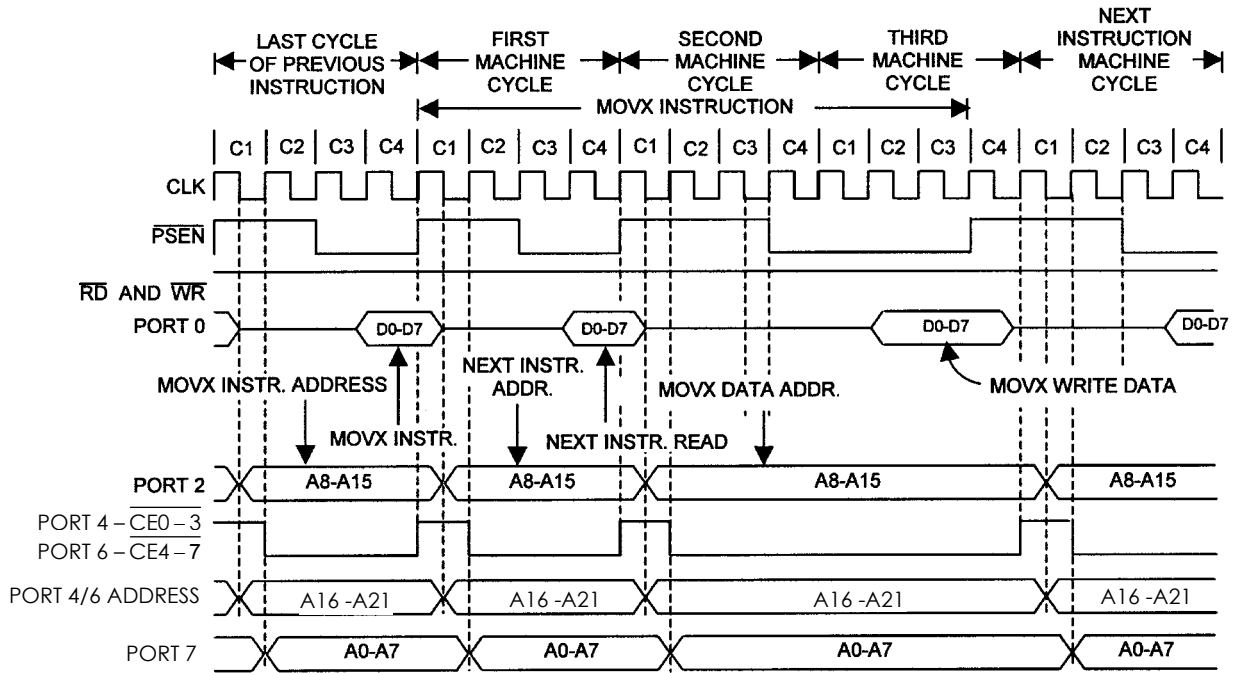 LAST CYCLE
OF PREVIOUS
INSTRUCTION
FIRST
MACHINE
CYCLE
SECOND
MACHINE
CYCLE
THIRD
MACHINE
CYCLE
NEXT
INSTRUCTION
MACHINE
CYCLE
MOVX INSTRUCTION
C1 C2 C3 C4 C1 C2 C3 C4 C1 C2 C3 C4 C1 C2 C3 C4 C1 C2 C3 C4
CLK
PSEN
RD AND WR
PORT 0 D0-D7 D0-D7 D0-D7 D0-D7
MOVX INSTR. ADDRESS
NEXT INSTR.
ADDR.
MOVX DATA ADDR.
MOVX WRITE DATA
MOVX INSTR.
NEXT INSTR. READ
PORT 2 A8-A15 A8-A15 A8-A15 A8-A15
PORT 4 – CE0 – 3
PORT 6 – CE4 – 7
PORT 4/6 ADDRESS A16 -A21 A16 -A21 A16 -A21 A16 -A21
PORT 7 A0-A7 A0-A7 A0-A7 A0-A7